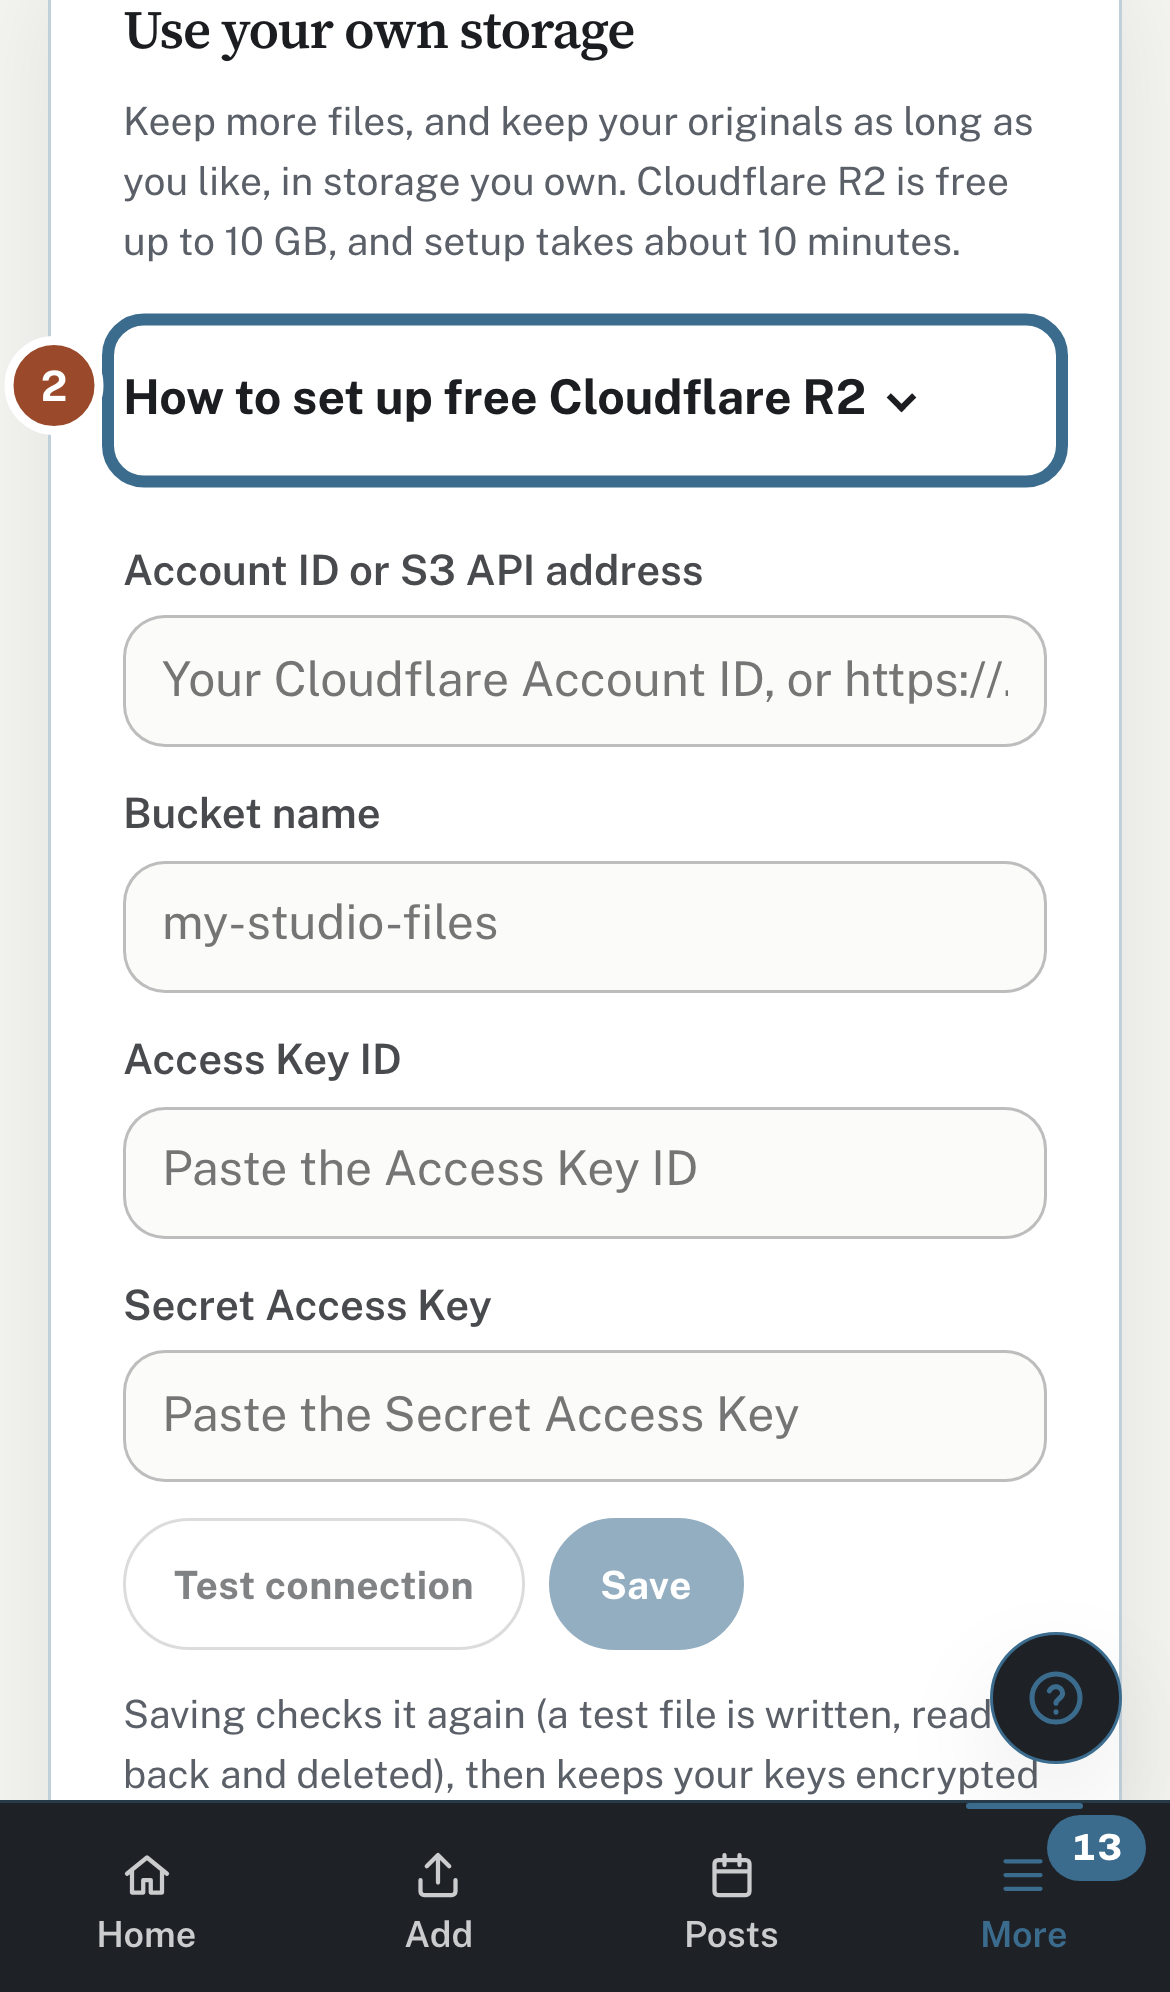 Use your own storage
Keep more files, and keep your originals as long as
you like, in storage you own. Cloudflare R2 is free
up to 10 GB, and setup takes about 10 minutes.
2
How to set up free Cloudflare R2
Account ID or S3 API address
Your Cloudflare Account ID, or https://.
Bucket name
my-studio-files
Access Key ID
Paste the Access Key ID
Secret Access Key
Paste the Secret Access Key
Test connection
Save
Saving checks it again (a test file is written, read
back and deleted), then keeps your keys encrypted
13
Home
Add
Posts
More